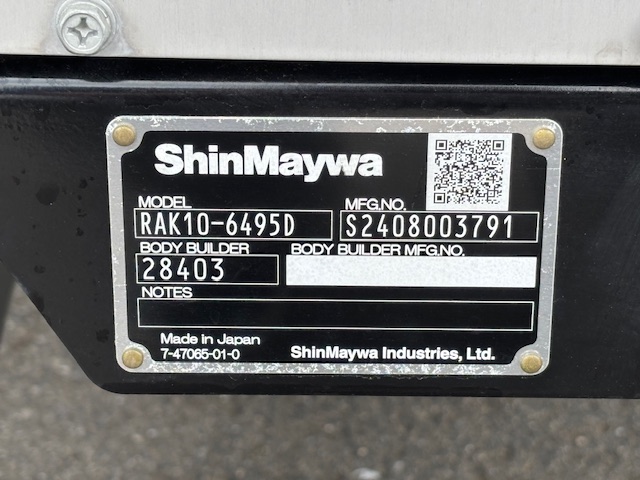 ShinMaywa
MODEL MFG.NO.
RAK10-6495D S2408003791
BODY BUILDER BODY BUILDER MFG.NO.
28403
NOTES
Made in Japan
7-47065-01-0 ShinMaywa Industries, Ltd.